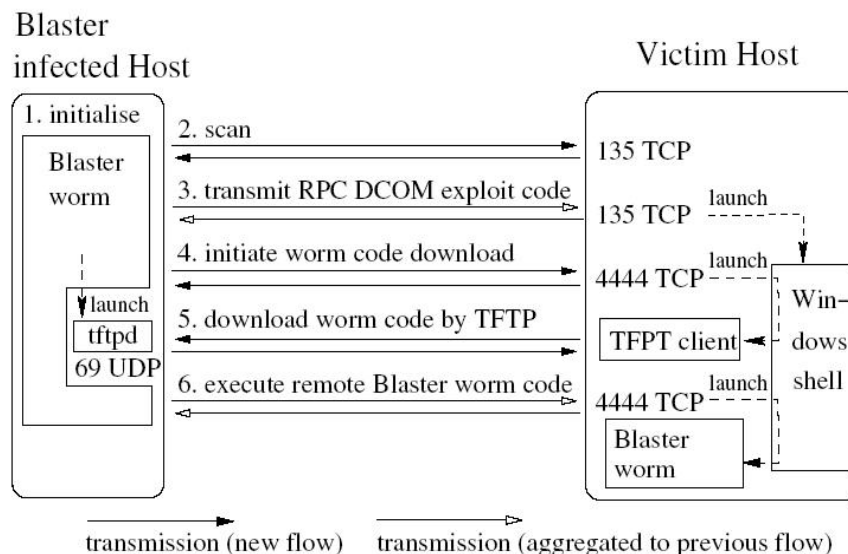 Blaster
infected Host
Victim Host
1. initialise
Blaster
worm
launch
tftpd
69 UDP
2. scan
3. transmit RPC DCOM exploit code
4. initiate worm code download
5. download worm code by TFTP
6. execute remote Blaster worm code
135 TCP
launch
135 TCP
launch
4444 TCP
Win-
dows
shell
TFPT client
launch
4444 TCP
Blaster
worm
transmission (new flow)
transmission (aggregated to previous flow)